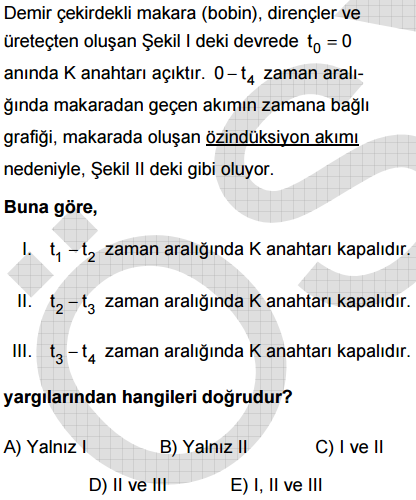 Demir çekirdekli makara (bobin), dirençler ve
üreteçten oluşan Şekil I deki devrede t₀ = 0
anında K anahtarı açıktır. 0 – t₄ zaman aralı-
ğında makaradan geçen akımın zamana bağlı
grafiği, makarada oluşan özindüksiyon akımı
nedeniyle, Şekil II deki gibi oluyor.
Buna göre,
I. t₁ – t₂ zaman aralığında K anahtarı kapalıdır.
II. t₂ – t₃ zaman aralığında K anahtarı kapalıdır.
III. t₃ – t₄ zaman aralığında K anahtarı kapalıdır.
yargılarından hangileri doğrudur?
A) Yalnız I B) Yalnız II C) I ve II
D) II ve III E) I, II ve III